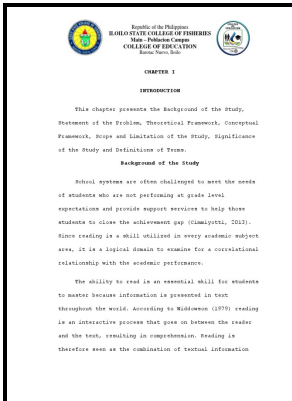 Republic of the Philippines
ILOILO STATE COLLEGE OF FISHERIES
Main – Poblacion Campus
COLLEGE OF EDUCATION
Barotac Nuevo, Iloilo
CHAPTER I
INTRODUCTION
This chapter presents the Background of the Study,
Statement of the Problem, Theoretical Framework, Conceptual
Framework, Scope and Limitation of the Study, Significance
of the Study and Definitions of Terms.
Background of the Study
School systems are often challenged to meet the needs
of students who are not performing at grade level
expectations and provide support services to help those
students to close the achievement gap (Cimmiyotti, 2013).
Since reading is a skill utilized in every academic subject
area, it is a logical domain to examine for a correlational
relationship with the academic performance.
The ability to read is an essential skill for students
to master because information is presented in text
throughout the world. According to Widdowson (1979) reading
is an interactive process that goes on between the reader
and the text, resulting in comprehension. Reading is
therefore seen as the combination of textual information